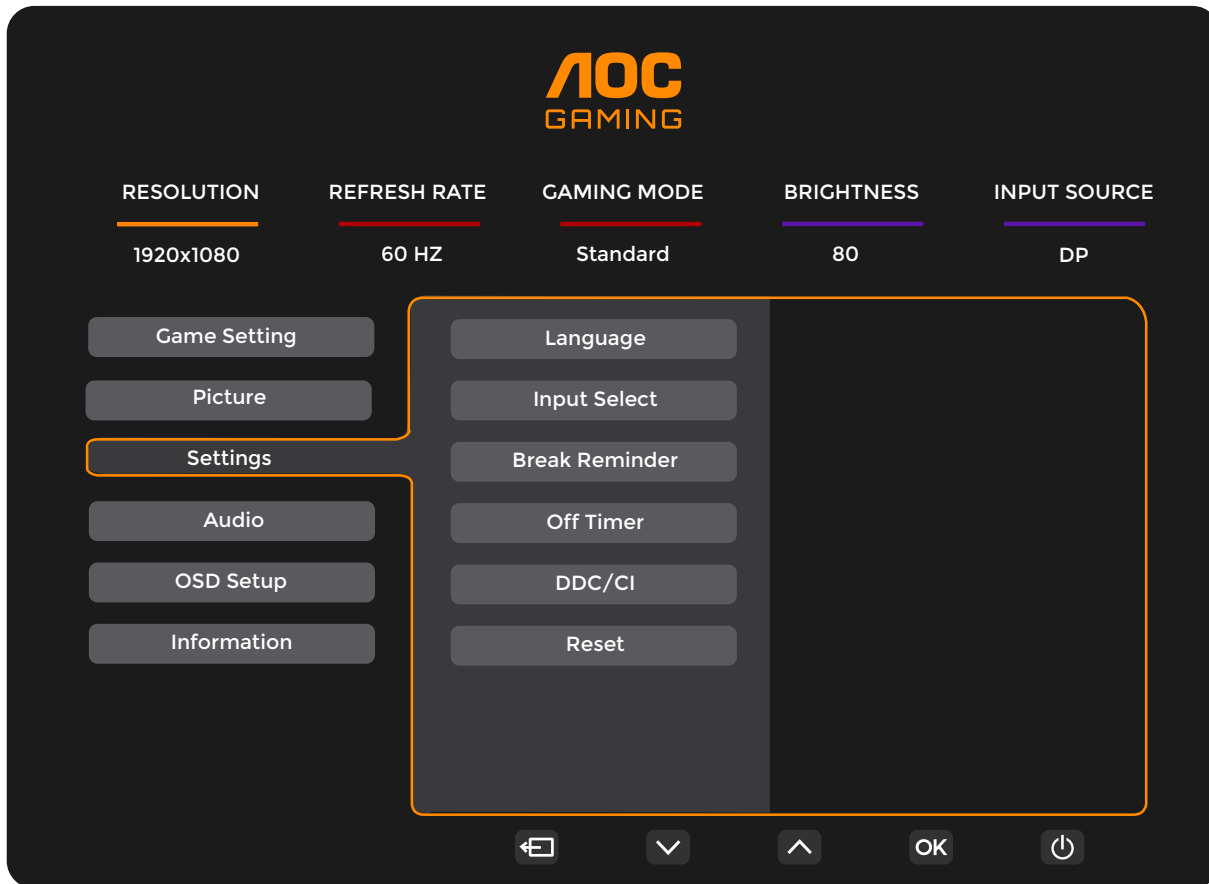 AOC
GAMING
RESOLUTION REFRESH RATE GAMING MODE BRIGHTNESS INPUT SOURCE
1920x1080 60 HZ Standard 80 DP
Game Setting Language
Picture Input Select
Settings Break Reminder
Audio Off Timer
OSD Setup DDC/CI
Information Reset
OK